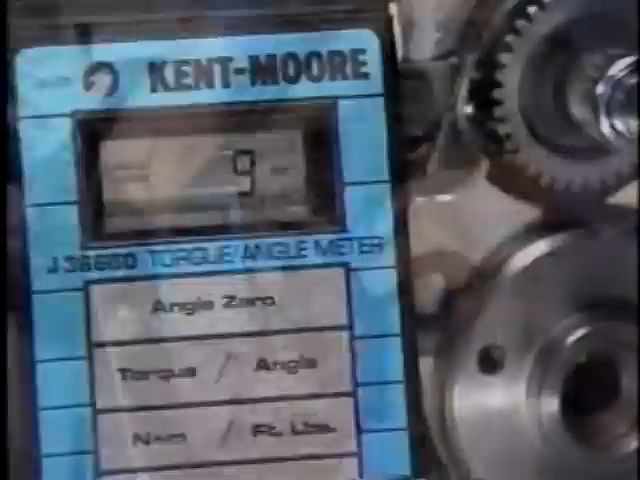 KENT-MOORE
9
J 36660 TORQUE/ANGLE METER
Angle Zero
Torque / Angle
N•m / Ft. Lbs.